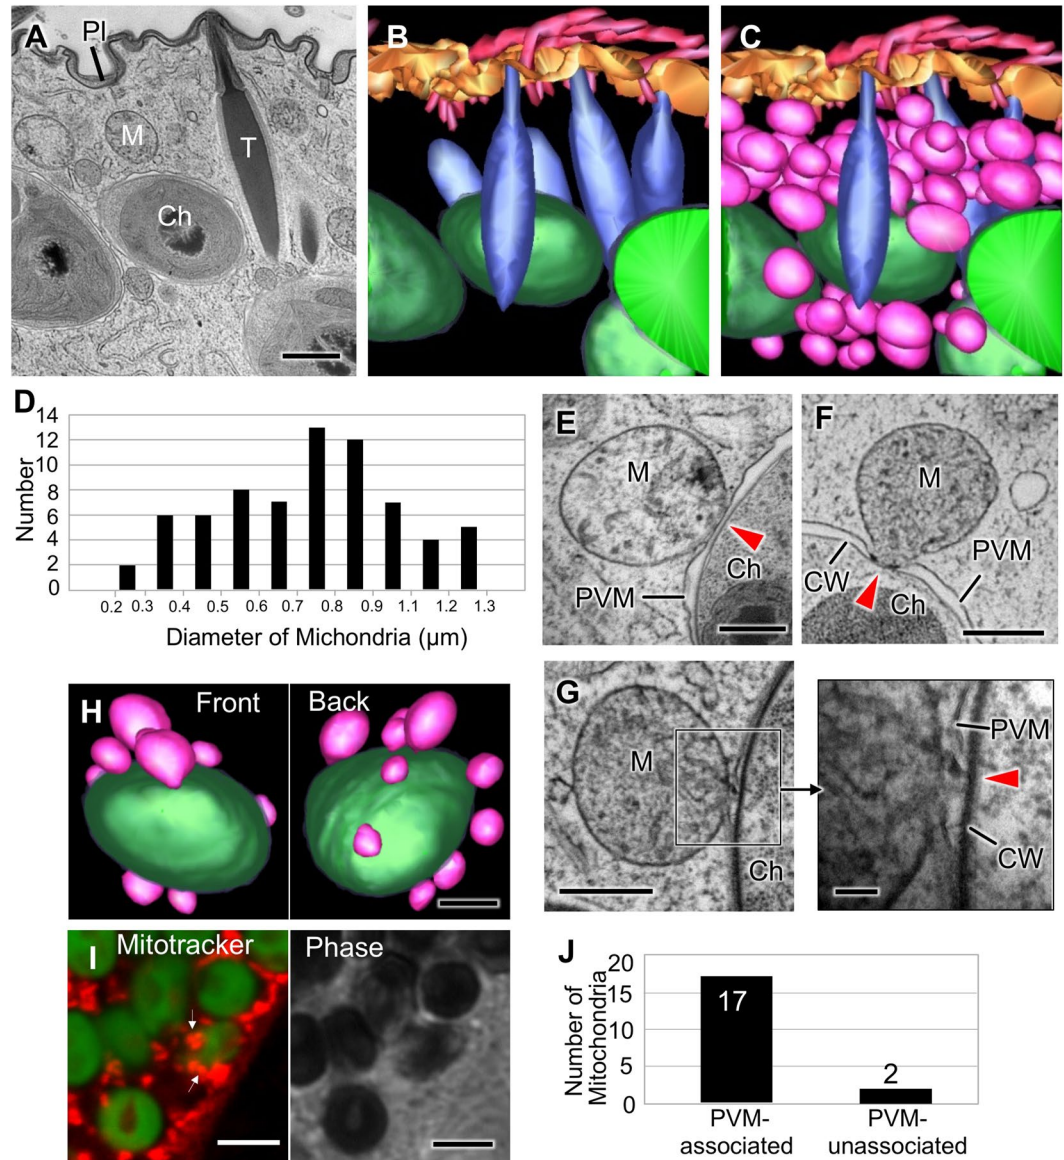 A
Pl
M
T
Ch
B
C
D
14
12
10
8
6
4
2
0
Number
0.2 0.3 0.4 0.5 0.6 0.7 0.8 0.9 1.1 1.2 1.3
Diameter of Michondria (µm)
E
M
Ch
PVM
F
M
PVM
CW
Ch
G
M
Ch
PVM
CW
H
Front
Back
I
Mitotracker
Phase
J
20
15
10
5
0
Number of
Mitochondria
17
2
PVM-
associated
PVM-
unassociated